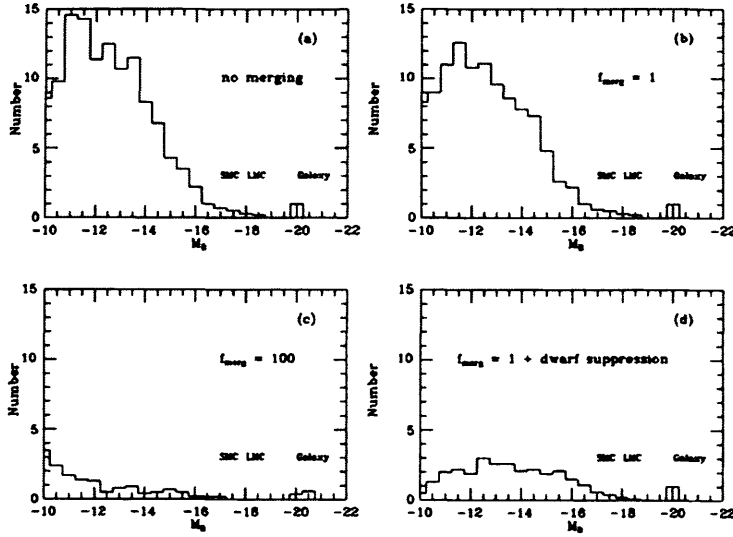 15
(a)
Number
10
no merging
5
SMC LMC Galaxy
0
-10 -12 -14 -16 -18 -20 -22
M_B
15
(b)
Number
10
f_merg = 1
5
SMC LMC Galaxy
0
-10 -12 -14 -16 -18 -20 -22
M_B
15
(c)
Number
10
f_merg = 100
5
SMC LMC Galaxy
0
-10 -12 -14 -16 -18 -20 -22
M_B
15
(d)
Number
10
f_merg = 1 + dwarf suppression
5
SMC LMC Galaxy
0
-10 -12 -14 -16 -18 -20 -22
M_B